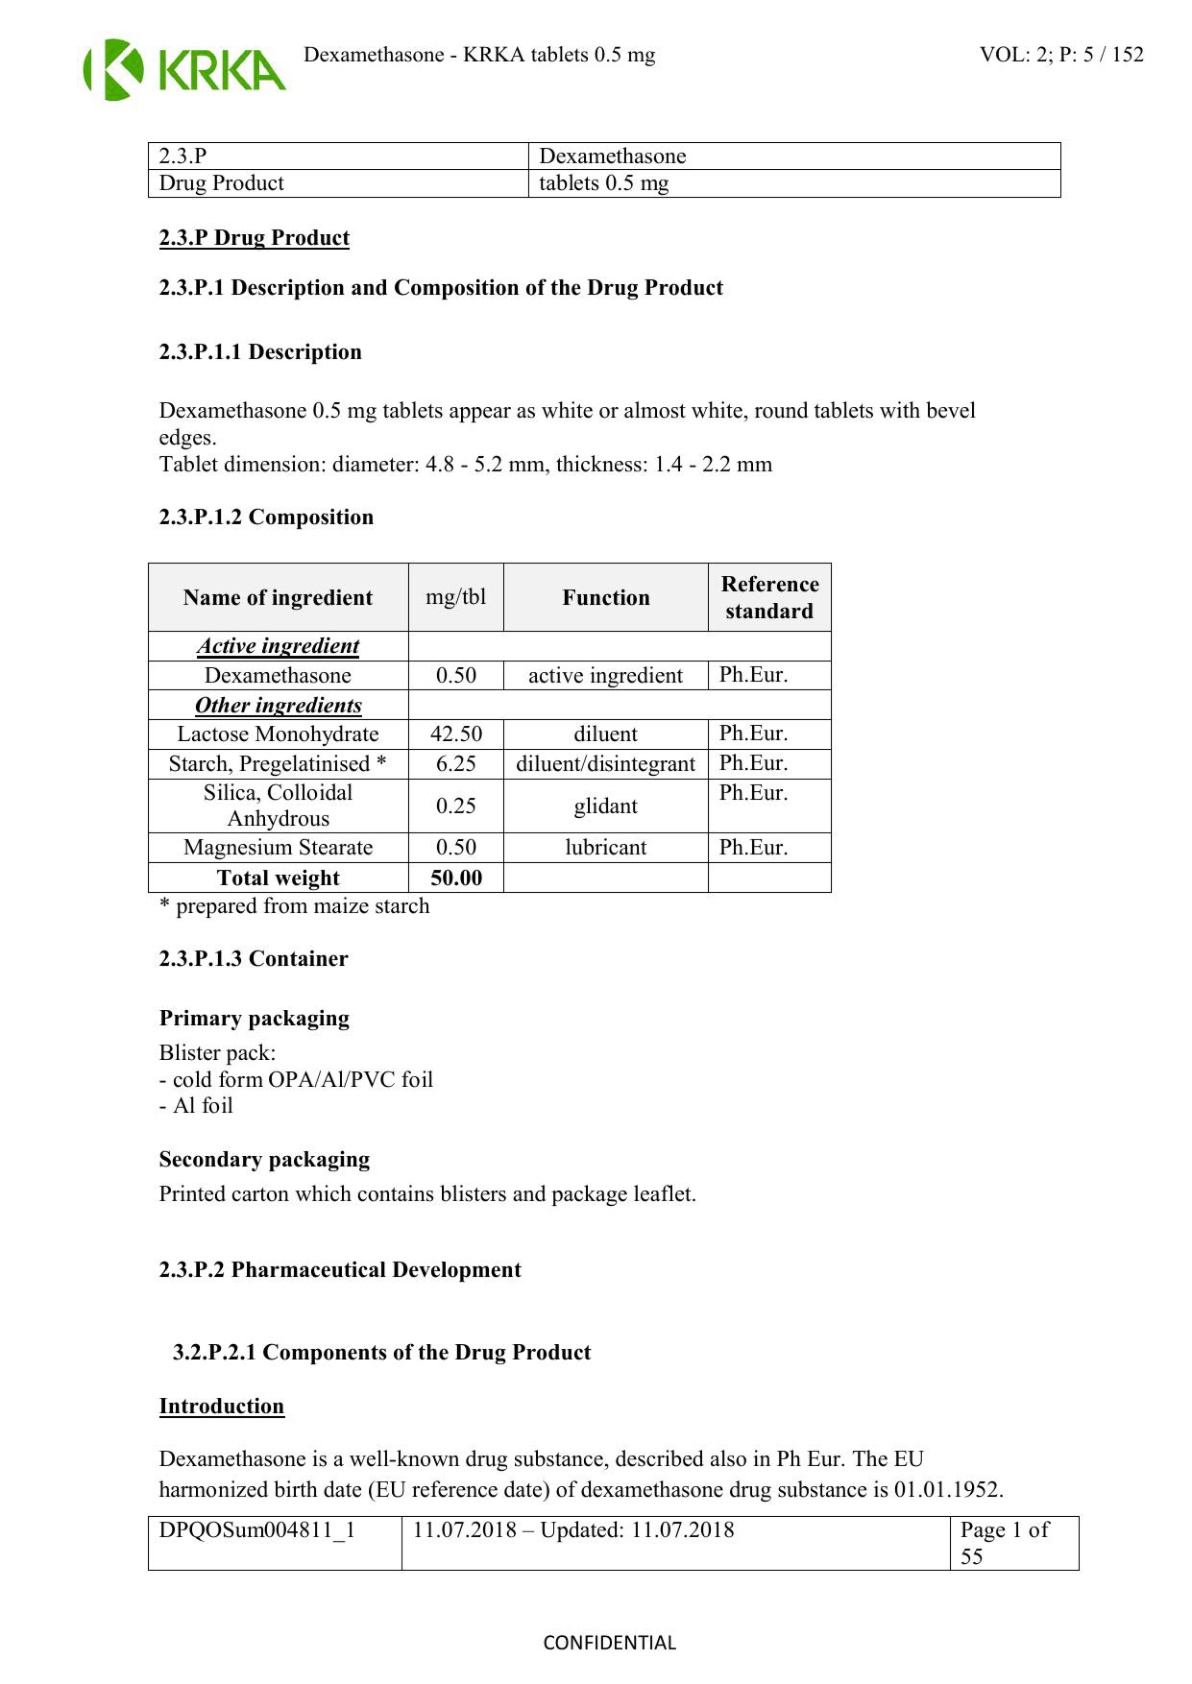 KRKA
Dexamethasone - KRKA tablets 0.5 mg
VOL: 2; P: 5 / 152
2.3.P Dexamethasone
Drug Product tablets 0.5 mg
2.3.P Drug Product
2.3.P.1 Description and Composition of the Drug Product
2.3.P.1.1 Description
Dexamethasone 0.5 mg tablets appear as white or almost white, round tablets with bevel
edges.
Tablet dimension: diameter: 4.8 - 5.2 mm, thickness: 1.4 - 2.2 mm
2.3.P.1.2 Composition
Name of ingredient mg/tbl Function Reference
standard
Active ingredient
Dexamethasone 0.50 active ingredient Ph.Eur.
Other ingredients
Lactose Monohydrate 42.50 diluent Ph.Eur.
Starch, Pregelatinised * 6.25 diluent/disintegrant Ph.Eur.
Silica, Colloidal
Anhydrous 0.25 glidant Ph.Eur.
Magnesium Stearate 0.50 lubricant Ph.Eur.
Total weight 50.00
* prepared from maize starch
2.3.P.1.3 Container
Primary packaging
Blister pack:
- cold form OPA/Al/PVC foil
- Al foil
Secondary packaging
Printed carton which contains blisters and package leaflet.
2.3.P.2 Pharmaceutical Development
3.2.P.2.1 Components of the Drug Product
Introduction
Dexamethasone is a well-known drug substance, described also in Ph Eur. The EU
harmonized birth date (EU reference date) of dexamethasone drug substance is 01.01.1952.
DPQOSum004811_1 11.07.2018 – Updated: 11.07.2018 Page 1 of
55
CONFIDENTIAL